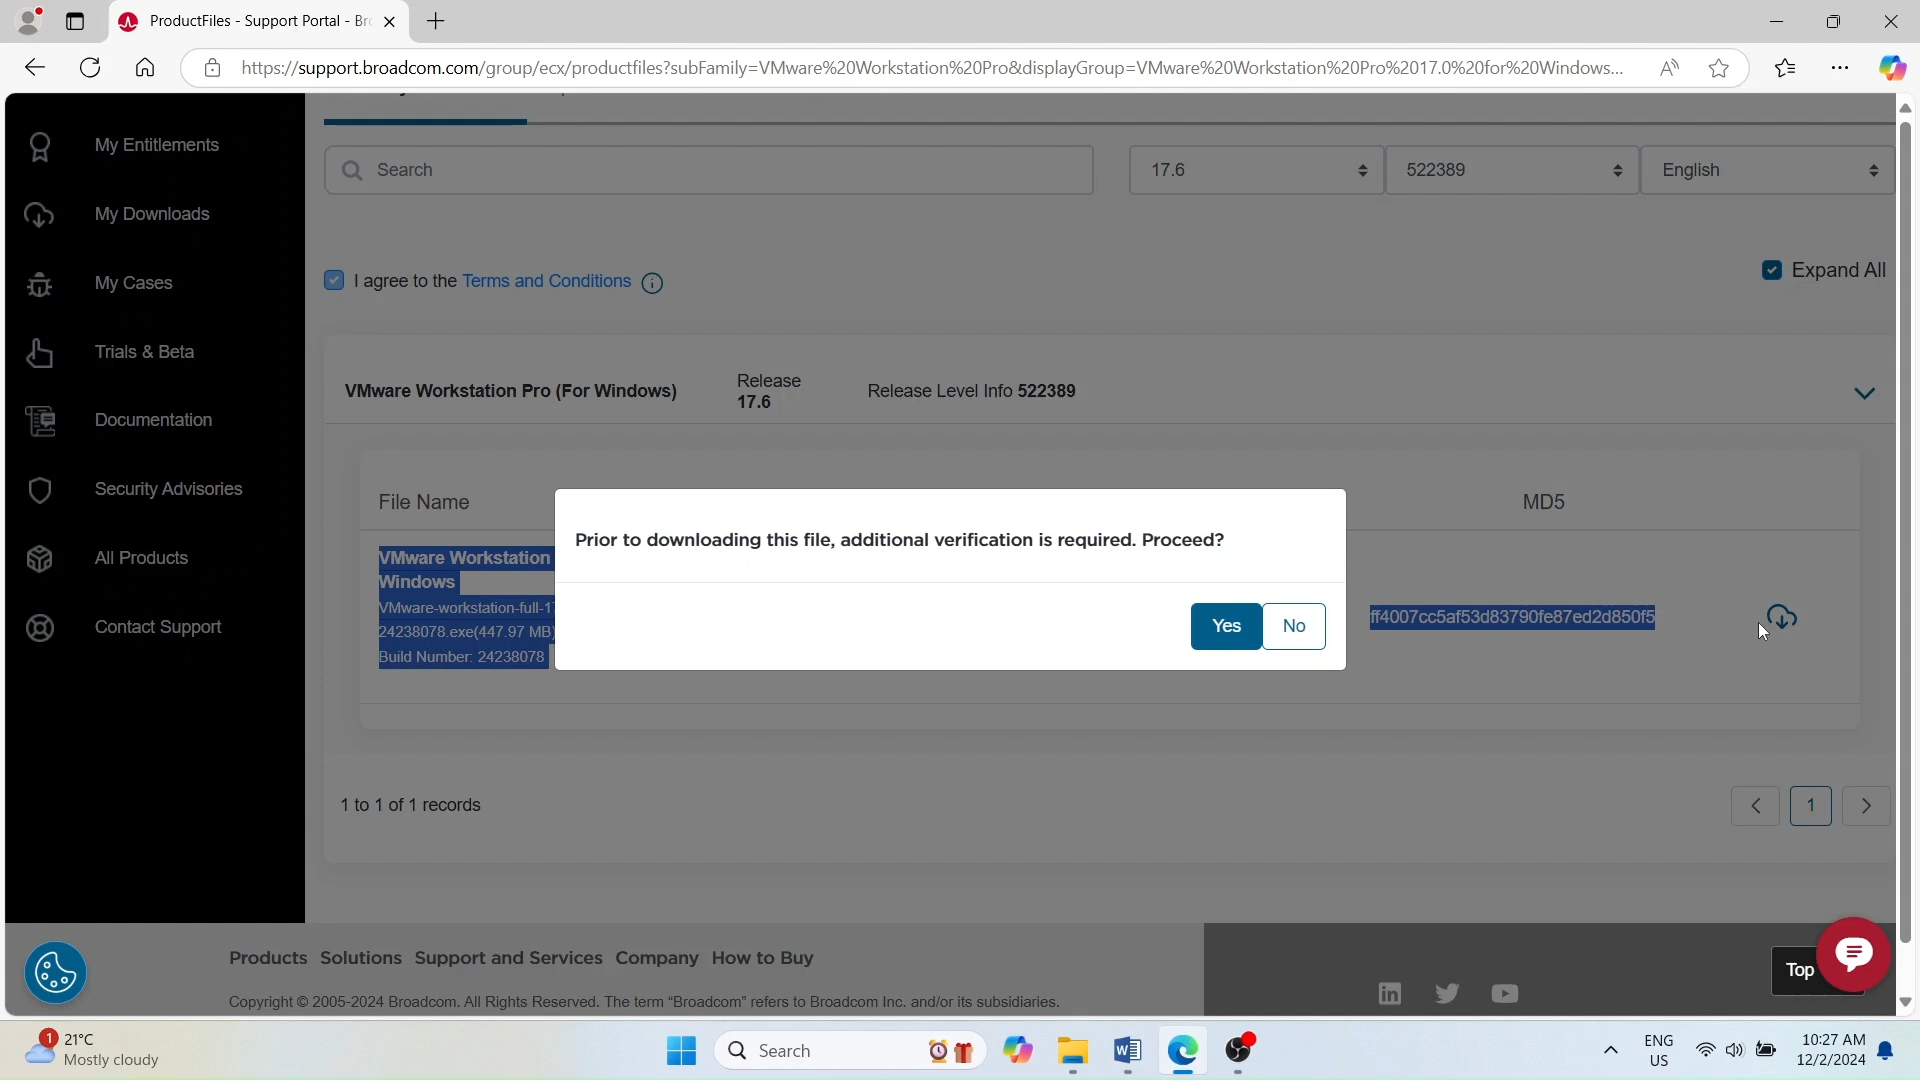 ProductFiles - Support Portal - Br
https://support.broadcom.com/group/ecx/productfiles?subFamily=VMware%20Workstation%20Pro&displayGroup=VMware%20Workstation%20Pro%2017.0%20for%20Windows...
My Entitlements
My Downloads
My Cases
Trials & Beta
Documentation
Security Advisories
All Products
Contact Support
Search
17.6
522389
English
I agree to the Terms and Conditions
Expand All
VMware Workstation Pro (For Windows)
Release
17.6
Release Level Info 522389
File Name
MD5
VMware Workstation
Windows
VMware-workstation-full-17
24238078.exe(447.97 MB)
Build Number: 24238078
ff4007cc5af53d83790fe87ed2d850f5
Prior to downloading this file, additional verification is required. Proceed?
Yes
No
1 to 1 of 1 records
1
Products Solutions Support and Services Company How to Buy
Copyright © 2005-2024 Broadcom. All Rights Reserved. The term “Broadcom” refers to Broadcom Inc. and/or its subsidiaries.
Top
1
21°C
Mostly cloudy
Search
ENG
US
10:27 AM
12/2/2024